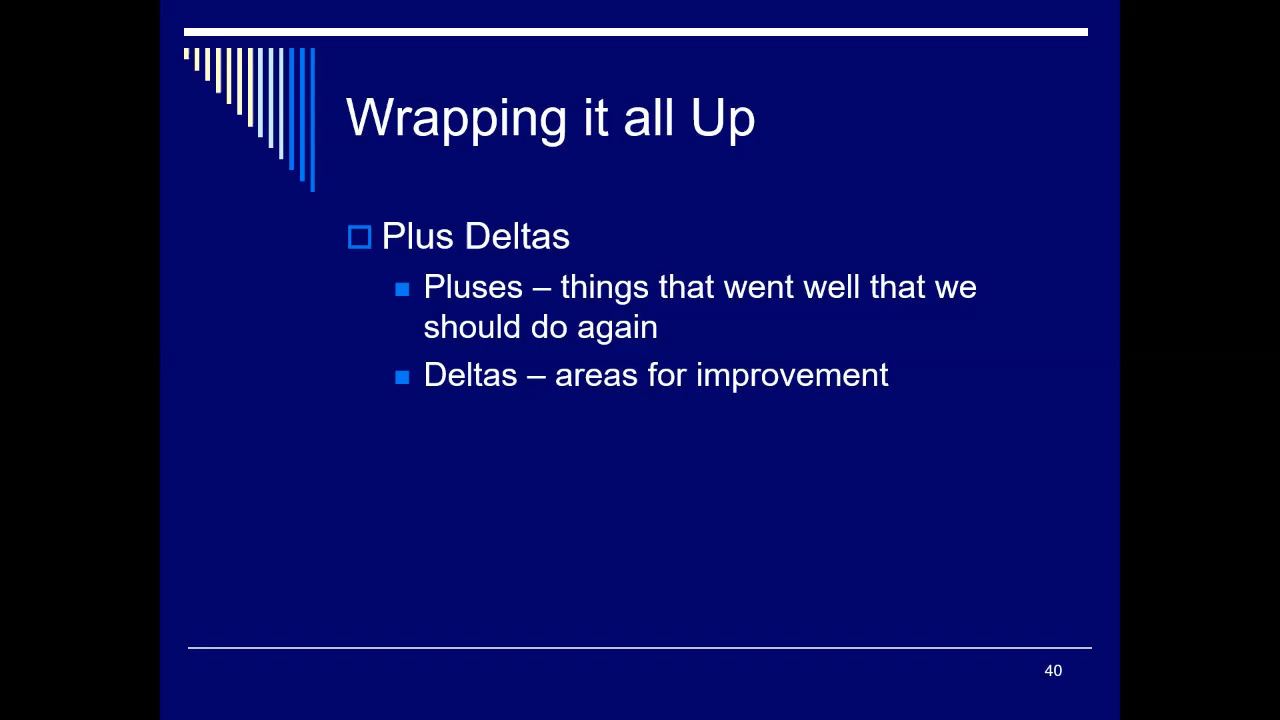 Wrapping it all Up
Plus Deltas
Pluses – things that went well that we
should do again
Deltas – areas for improvement
40